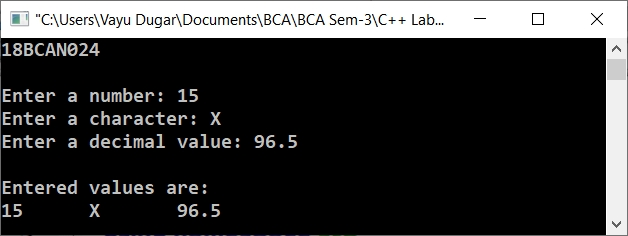 "C:\Users\Vayu Dugar\Documents\BCA\BCA Sem-3\C++ Lab...
18BCAN024
Enter a number: 15
Enter a character: X
Enter a decimal value: 96.5
Entered values are:
15 X 96.5